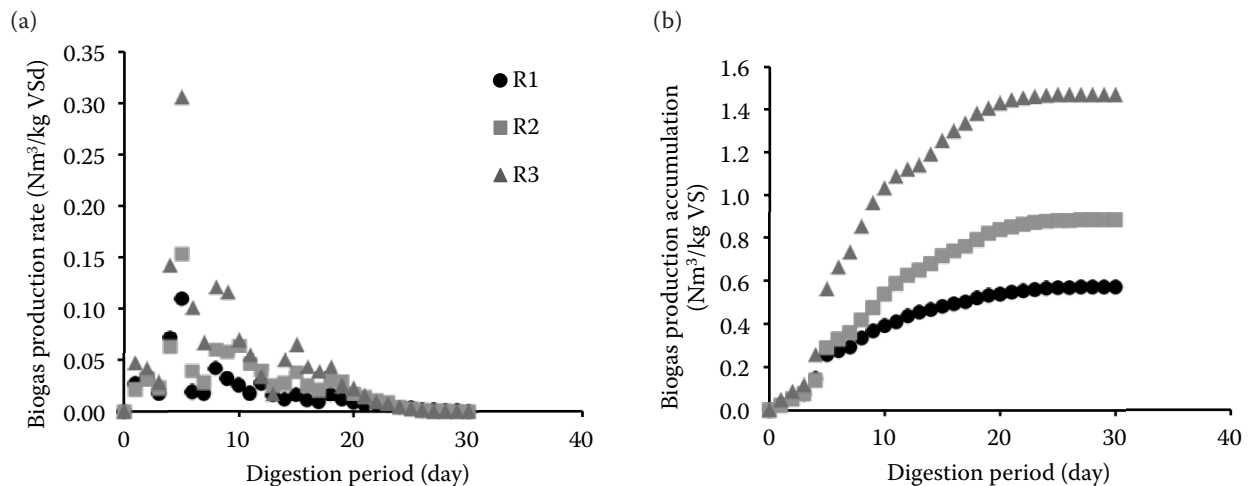 (a)
Biogas production rate (Nm³/kg VSd)
0.35
0.30
0.25
0.20
0.15
0.10
0.05
0.00
0
10
20
30
40
Digestion period (day)
R1
R2
R3
(b)
Biogas production accumulation
(Nm³/kg VS)
1.6
1.4
1.2
1.0
0.8
0.6
0.4
0.2
0.0
0
10
20
30
40
Digestion period (day)